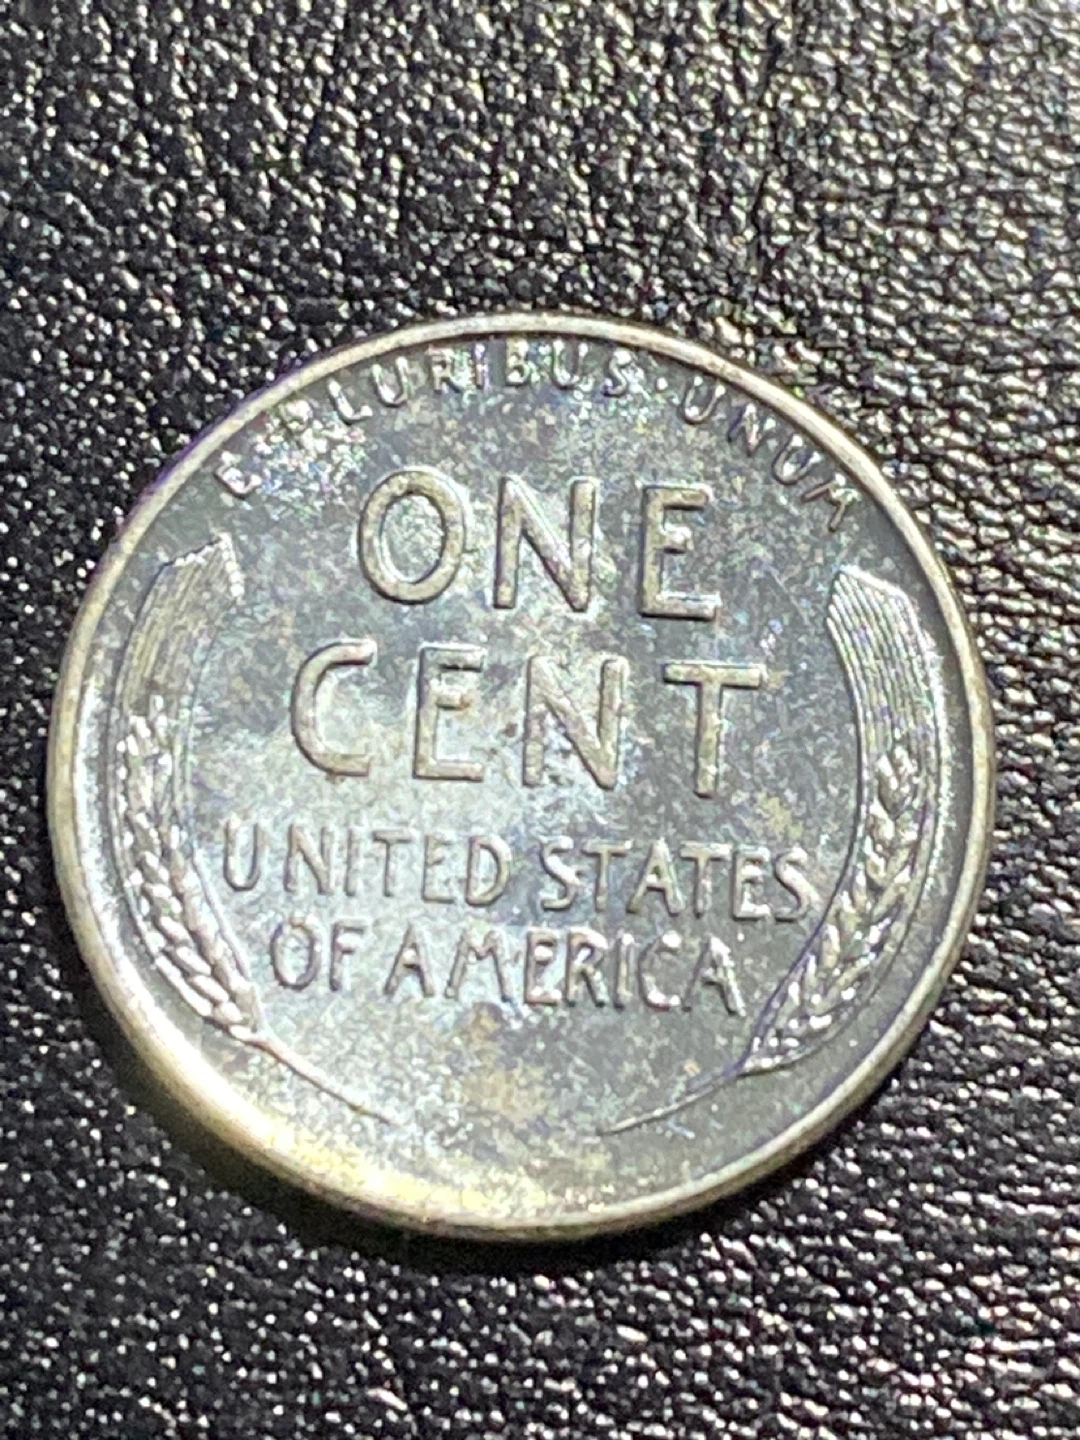 E·PLURIBUS·UNUM
ONE
CENT
UNITED STATES
OF AMERICA